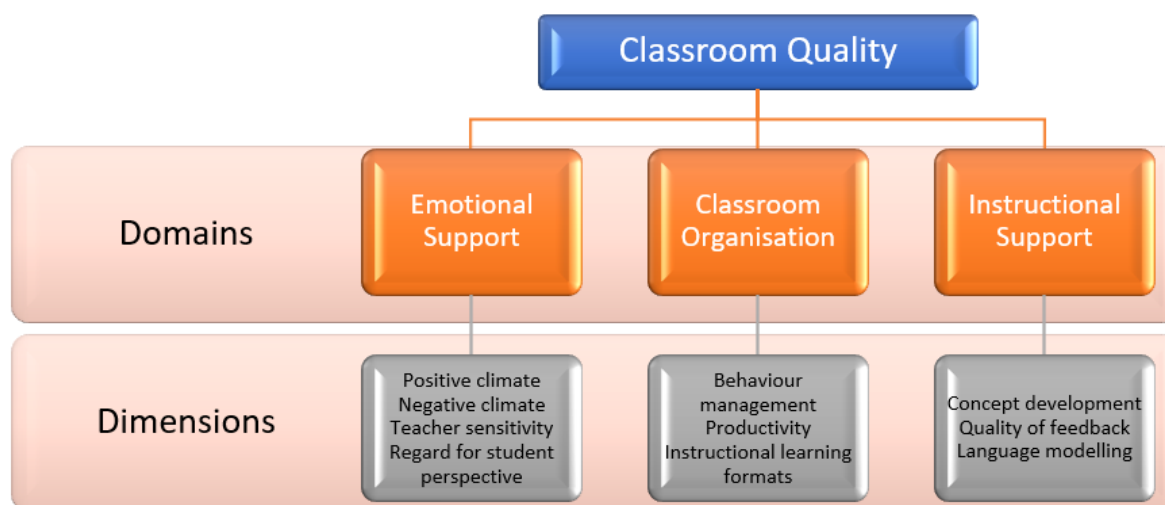 Classroom Quality
Domains
Emotional
Support
Classroom
Organisation
Instructional
Support
Dimensions
Positive climate
Negative climate
Teacher sensitivity
Regard for student
perspective
Behaviour
management
Productivity
Instructional learning
formats
Concept development
Quality of feedback
Language modelling